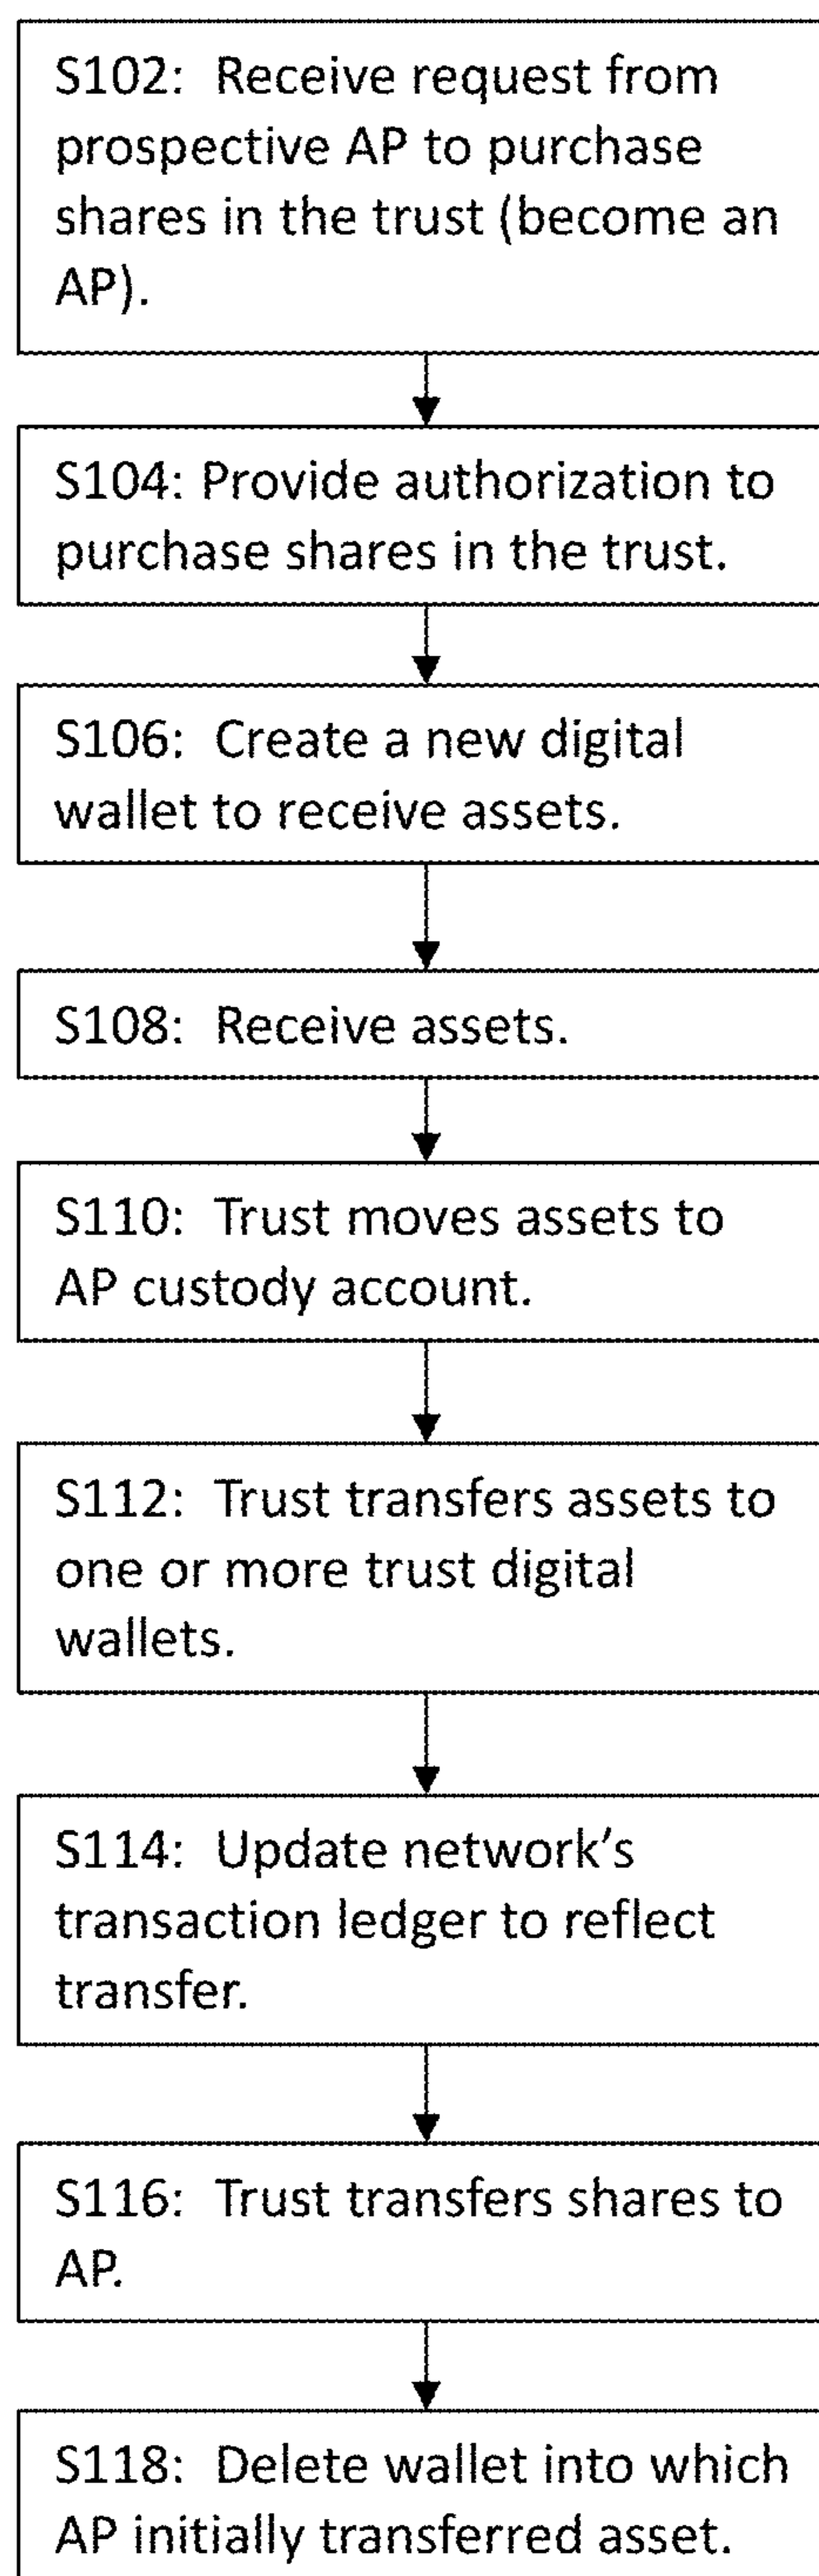 S102:  Receive request from
prospective AP to purchase
shares in the trust (become an
AP).
S104: Provide authorization to
purchase shares in the trust.
S106:  Create a new digital
wallet to receive assets.
S108:  Receive assets.
S110:  Trust moves assets to
AP custody account.
S112:  Trust transfers assets to
one or more trust digital
wallets.
S114:  Update network’s
transaction ledger to reflect
transfer.
S116:  Trust transfers shares to
AP.
S118:  Delete wallet into which
AP initially transferred asset.